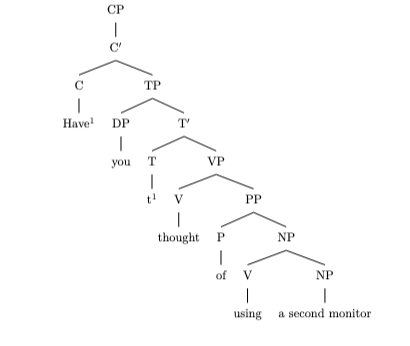 CP
C′
C TP
Have¹ DP T′
you T VP
t¹ V PP
thought P NP
of V NP
using a second monitor